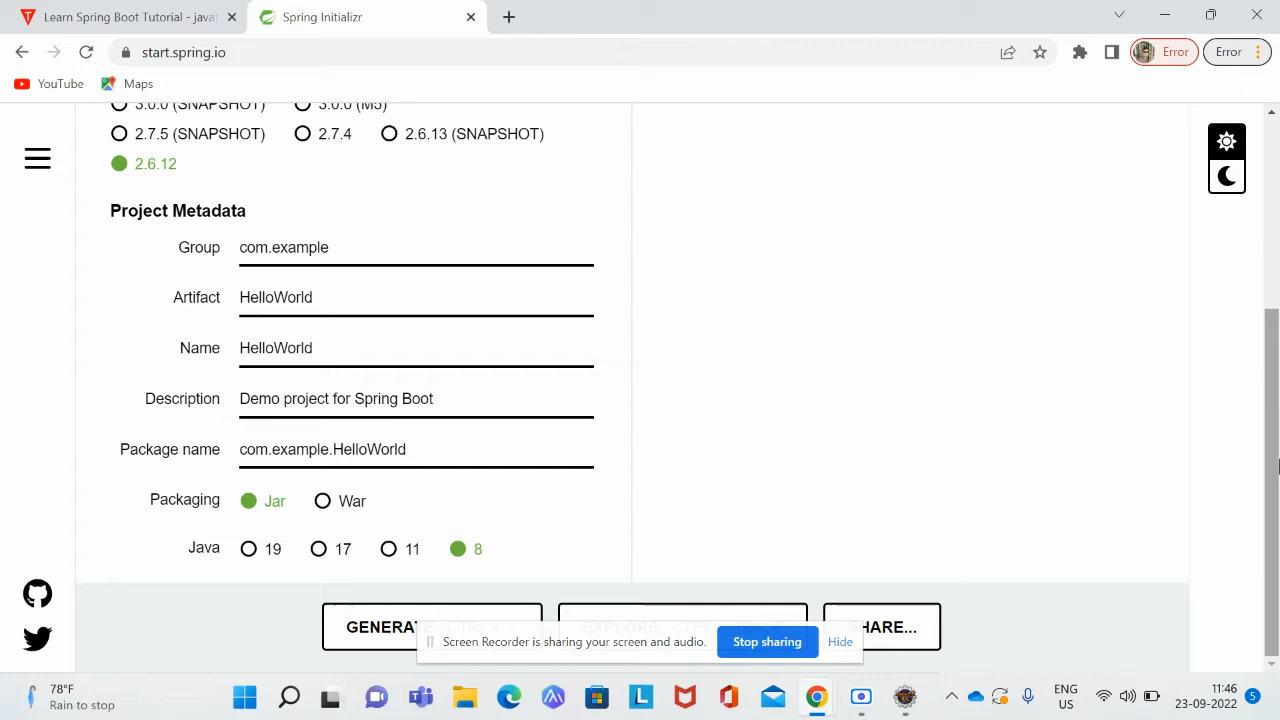 Learn Spring Boot Tutorial - javat
Spring Initializr
start.spring.io
Error
Error
YouTube
Maps
3.0.0 (SNAPSHOT)
3.0.0 (M5)
2.7.5 (SNAPSHOT)
2.7.4
2.6.13 (SNAPSHOT)
2.6.12
Project Metadata
Group
com.example
Artifact
HelloWorld
Name
HelloWorld
Description
Demo project for Spring Boot
Package name
com.example.HelloWorld
Packaging
Jar
War
Java
19
17
11
8
Screen Recorder is sharing your screen and audio.
Stop sharing
Hide
78°F
Rain to stop
ENG
US
11:46
23-09-2022
5